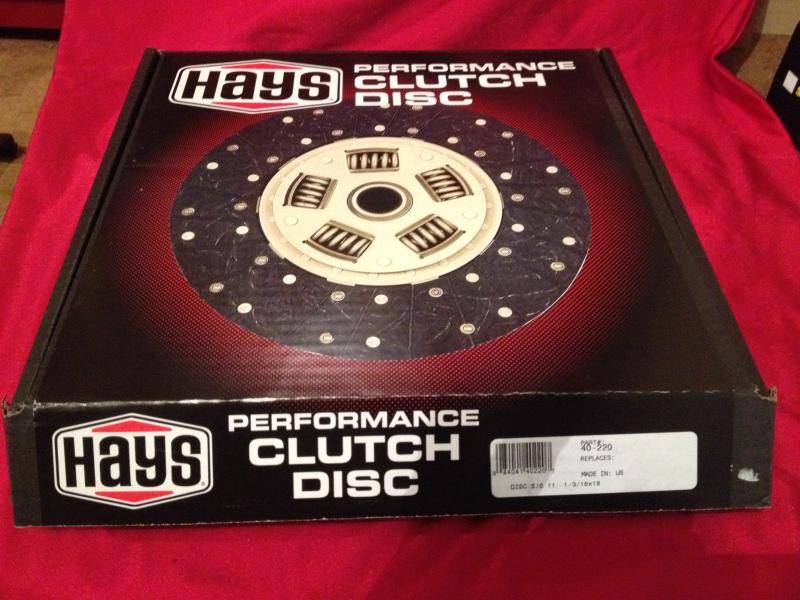 HAYS
PERFORMANCE
CLUTCH
DISC
HAYS
PERFORMANCE
CLUTCH
DISC
PART#:
40-220
REPLACES:
MADE IN: US
DISC.S/G 11 1-3/16x18